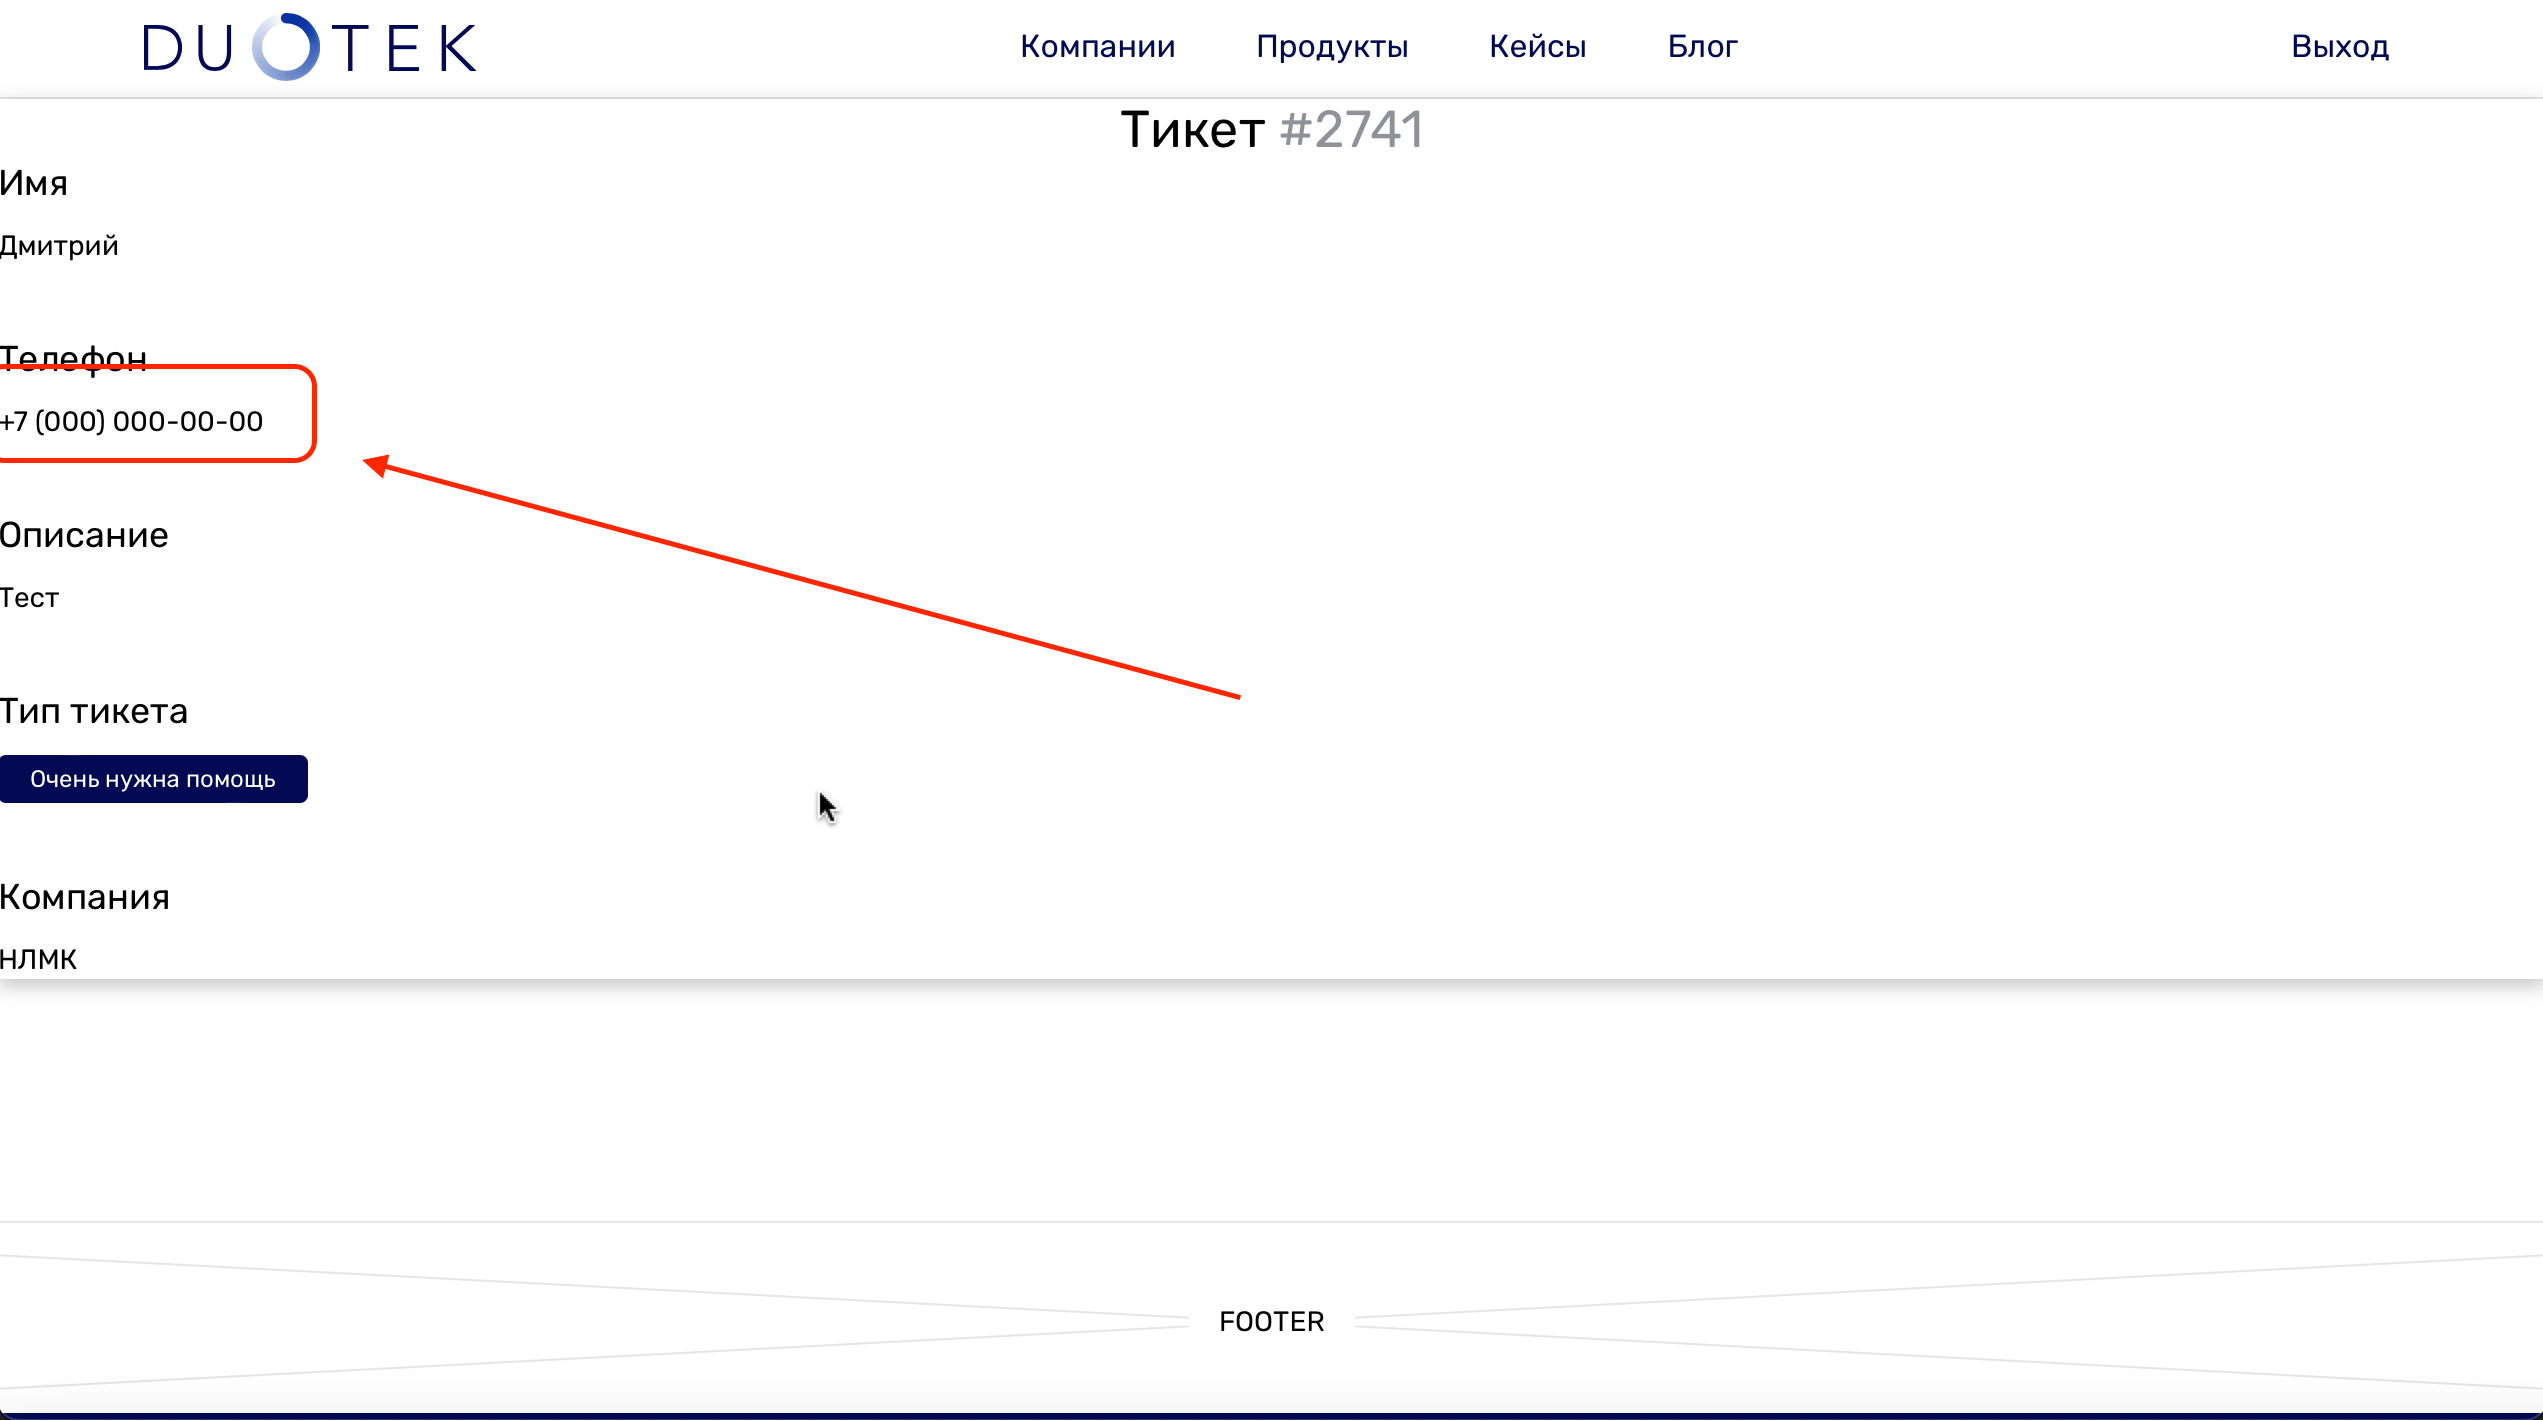 DUOTEK Компании Продукты Кейсы Блог Выход
Тикет #2741
Имя
Дмитрий
Телефон
+7 (000) 000-00-00
Описание
Тест
Тип тикета
Очень нужна помощь
Компания
НЛМК
FOOTER